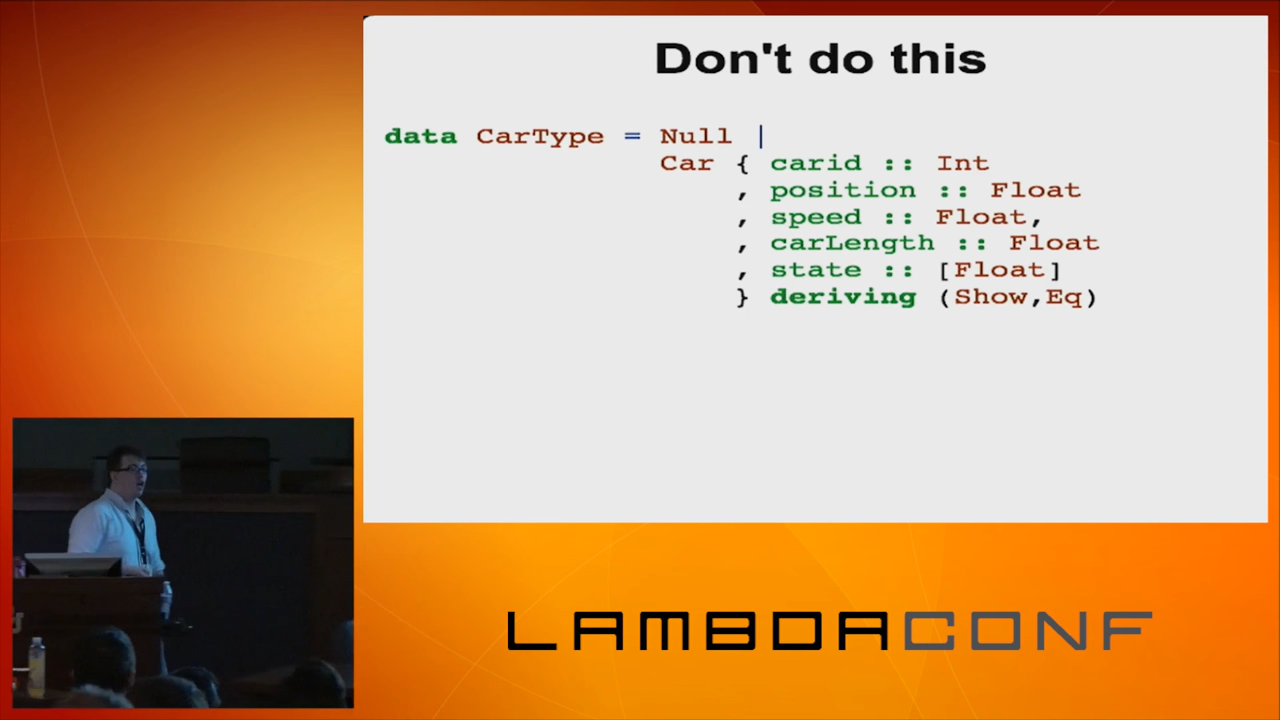 Don't do this
data CarType = Null |
Car { carid :: Int
, position :: Float
, speed :: Float,
, carLength :: Float
, state :: [Float]
} deriving (Show,Eq)
LAMBDACONF